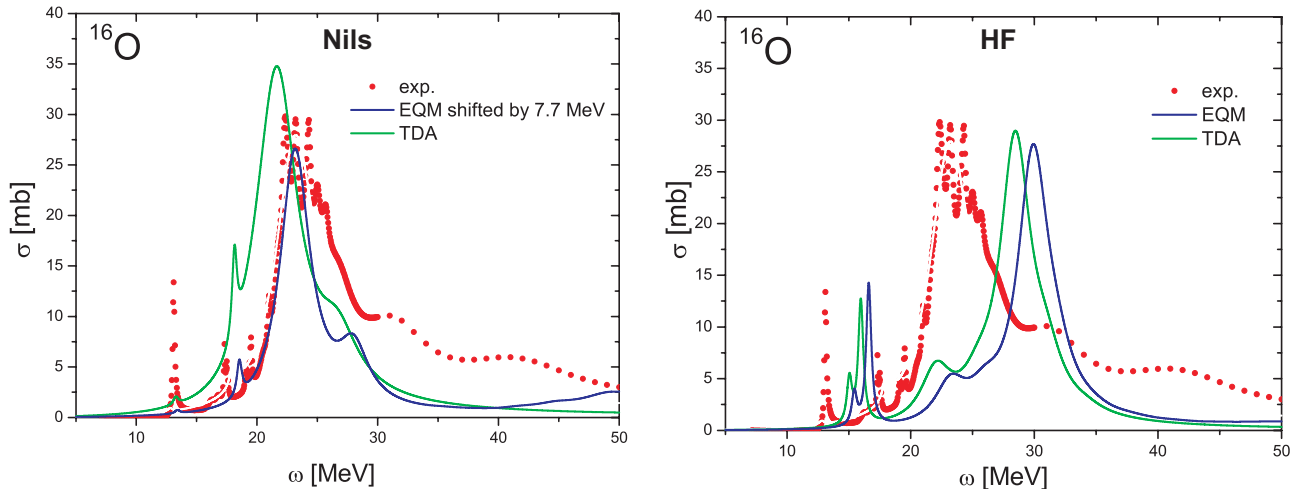 ¹⁶O
Nils
exp.
EQM shifted by 7.7 MeV
TDA
σ [mb]
40
35
30
25
20
15
10
5
0
10 20 30 40 50
ω [MeV]
¹⁶O
HF
exp.
EQM
TDA
σ [mb]
40
35
30
25
20
15
10
5
0
10 20 30 40 50
ω [MeV]